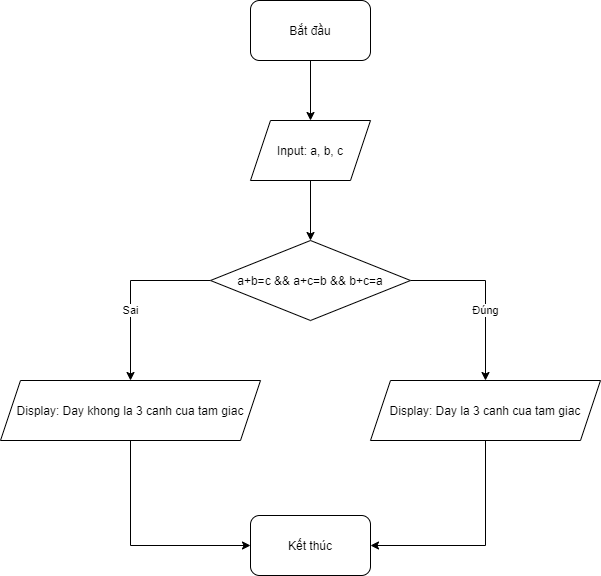 Bắt đầu
Input: a, b, c
a+b=c && a+c=b && b+c=a
Sai
Đúng
Display: Day khong la 3 canh cua tam giac
Display: Day la 3 canh cua tam giac
Kết thúc